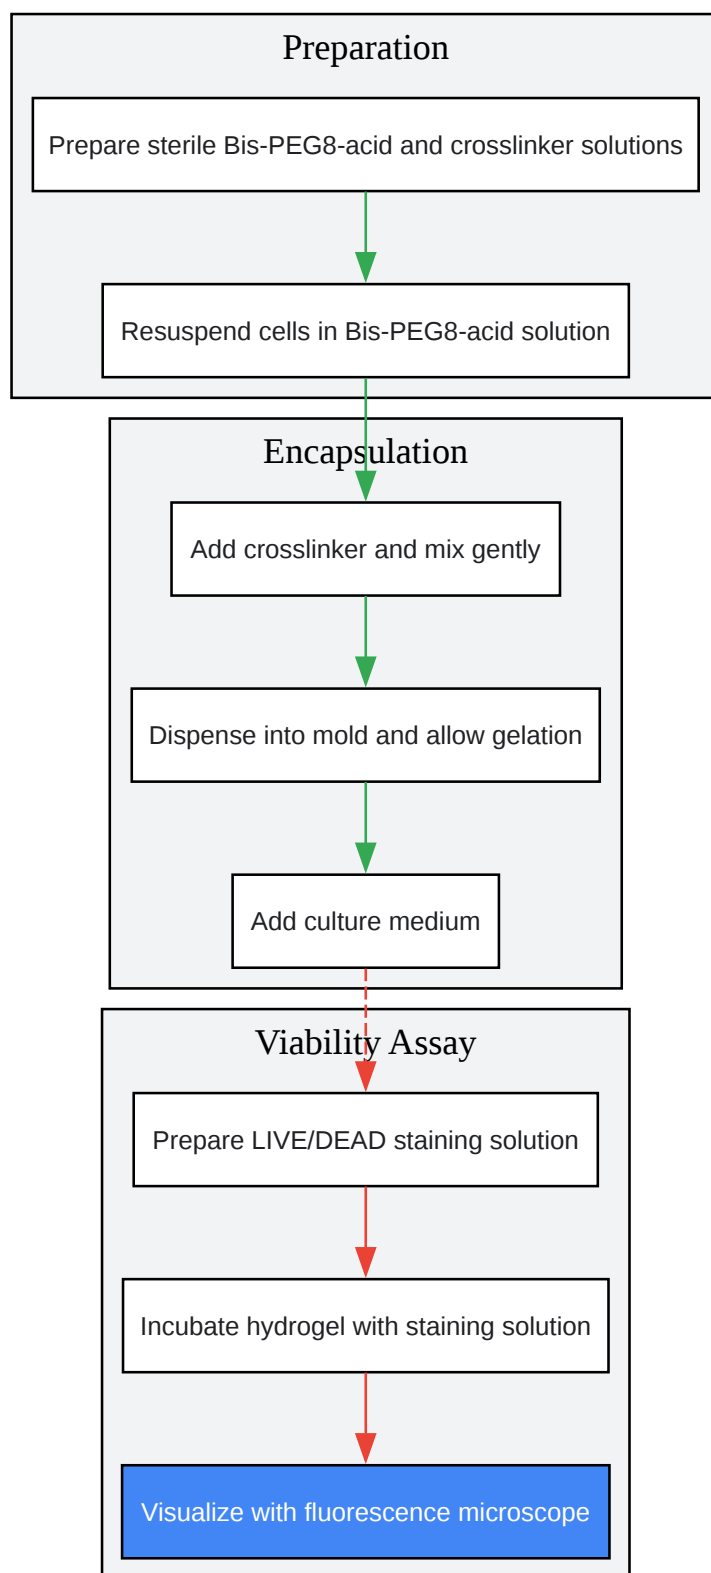 Preparation
Prepare sterile Bis-PEG8-acid and crosslinker solutions
Resuspend cells in Bis-PEG8-acid solution
Encapsulation
Add crosslinker and mix gently
Dispense into mold and allow gelation
Add culture medium
Viability Assay
Prepare LIVE/DEAD staining solution
Incubate hydrogel with staining solution
Visualize with fluorescence microscope